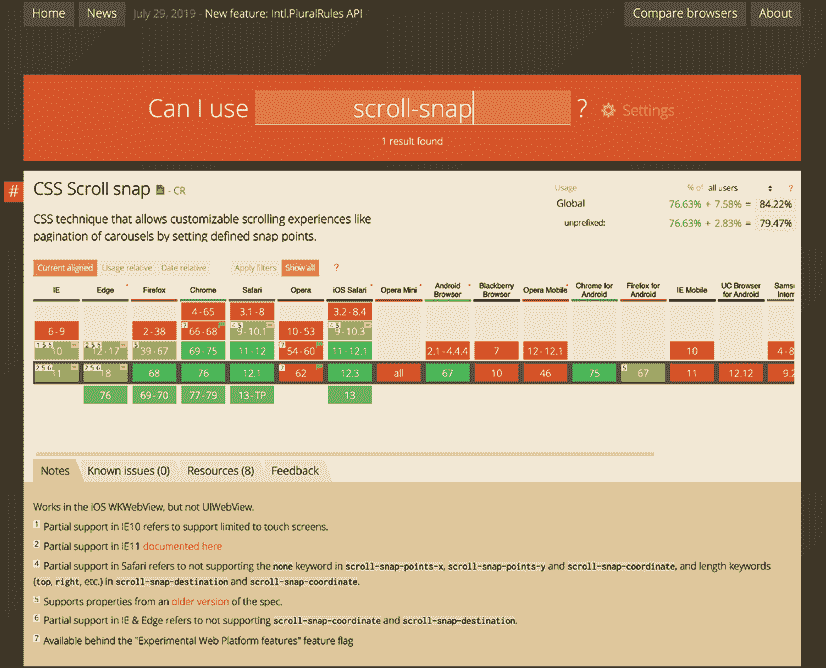 Home News July 29, 2019 - New feature: Intl.PluralRules API Compare browsers About
Can I use scroll-snap ? Settings
1 result found
#
CSS Scroll snap - CR
CSS technique that allows customizable scrolling experiences like
pagination of carousels by setting defined snap points.
Usage % of all users ?
Global 76.63% + 7.58% = 84.22%
unprefixed: 76.63% + 2.83% = 79.47%
Current aligned Usage relative Date relative Apply filters Show all ?
IE Edge Firefox Chrome Safari Opera iOS Safari Opera Mini Android Browser Blackberry Browser Opera Mobile Chrome for Android Firefox for Android IE Mobile UC Browser for Android
4-65 3.1-8 3.2-8.4
6-9 2-38 66-68 9-10.1 10-53 9-10.3
10 12-17 39-67 69-75 11-12 54-60 11-12.1 2.1-4.4.4 7 12-12.1 10 4-8
11 18 68 76 12.1 62 12.3 all 67 10 46 75 67 11 12.12 9.2
76 69-70 77-79 13-TP 13
Notes Known issues (0) Resources (8) Feedback
Works in the iOS WKWebView, but not UIWebView.
1 Partial support in IE10 refers to support limited to touch screens.
2 Partial support in IE11 documented here
4 Partial support in Safari refers to not supporting the none keyword in scroll-snap-points-x, scroll-snap-points-y and scroll-snap-coordinate, and length keywords
(top, right, etc.) in scroll-snap-destination and scroll-snap-coordinate.
5 Supports properties from an older version of the spec.
6 Partial support in IE & Edge refers to not supporting scroll-snap-coordinate and scroll-snap-destination.
7 Available behind the "Experimental Web Platform features" feature flag